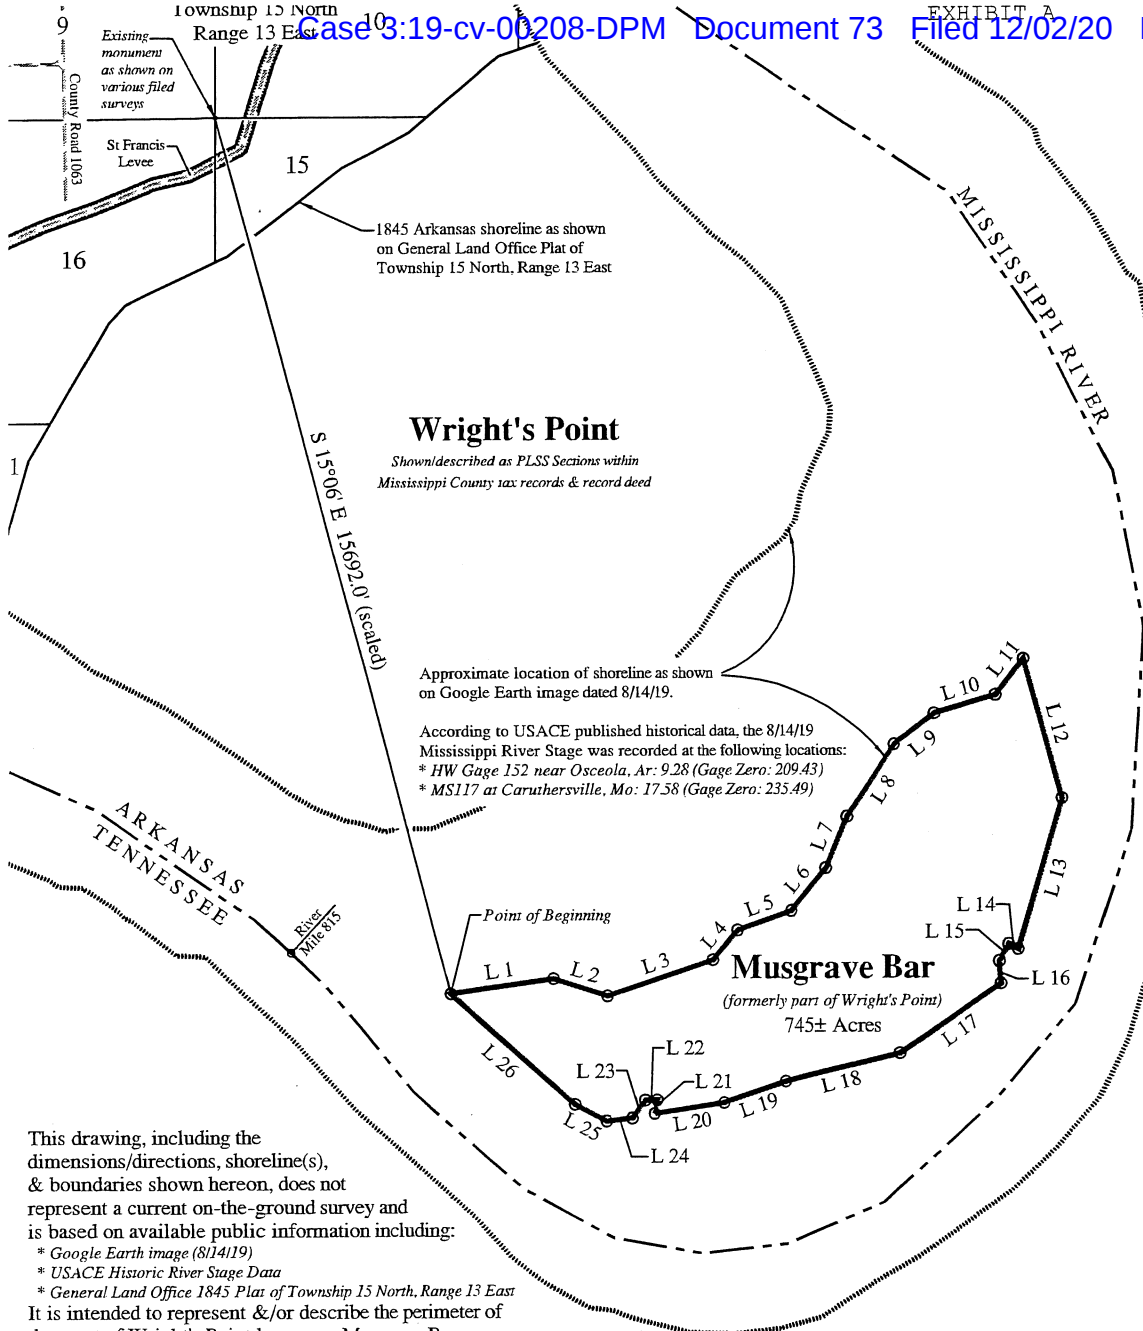 EXHIBIT A
Case 3:19-cv-00208-DPM Document 73 Filed 12/02/20
Township 15 North
Range 13 East
9
10
Existing
monument
as shown on
various filed
surveys
County Road 1063
St Francis
Levee
15
16
1845 Arkansas shoreline as shown
on General Land Office Plat of
Township 15 North, Range 13 East
MISSISSIPPI RIVER
1
Wright's Point
Shown/described as PLSS Sections within
Mississippi County tax records & record deed
S 15°06' E 15692.0' (scaled)
Approximate location of shoreline as shown
on Google Earth image dated 8/14/19.
According to USACE published historical data, the 8/14/19
Mississippi River Stage was recorded at the following locations:
* HW Gage 152 near Osceola, Ar: 9.28 (Gage Zero: 209.43)
* MS117 at Caruthersville, Mo: 17.58 (Gage Zero: 235.49)
ARKANSAS
TENNESSEE
River
Mile 815
Point of Beginning
L 1
L 2
L 3
L 4
L 5
L 6
L 7
L 8
L 9
L 10
L 11
L 12
L 13
L 14
L 15
L 16
L 17
L 18
L 19
L 20
L 21
L 22
L 23
L 24
L 25
L 26
Musgrave Bar
(formerly part of Wright's Point)
745± Acres
This drawing, including the
dimensions/directions, shoreline(s),
& boundaries shown hereon, does not
represent a current on-the-ground survey and
is based on available public information including:
* Google Earth image (8/14/19)
* USACE Historic River Stage Data
* General Land Office 1845 Plat of Township 15 North, Range 13 East
It is intended to represent &/or describe the perimeter of